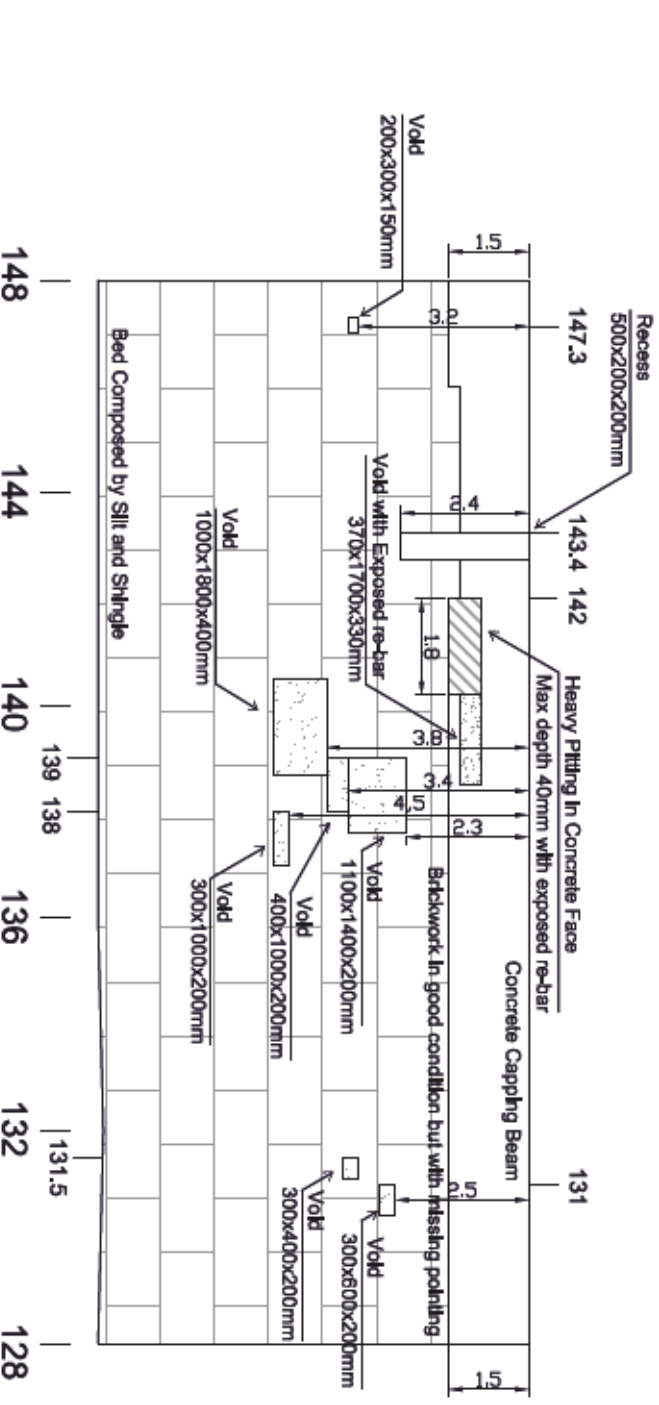 Recess
500x200x200mm
147.3
143.4
142
131
Heavy Pitting in Concrete Face
Max depth 40mm with exposed re-bar
Concrete Capping Beam
1.5
1.5
Void
200x300x150mm
3.2
2.4
Void with Exposed re-bar
370x1700x330mm
1.8
3.8
3.4
4.5
2.3
2.5
Brickwork in good condition but with missing pointing
Void
1100x1400x200mm
Void
300x600x200mm
Void
300x400x200mm
Void
400x1000x200mm
Void
1000x1800x400mm
Void
300x1000x200mm
Bed Composed by Silt and Shingle
139
138
131.5
148
144
140
136
132
128